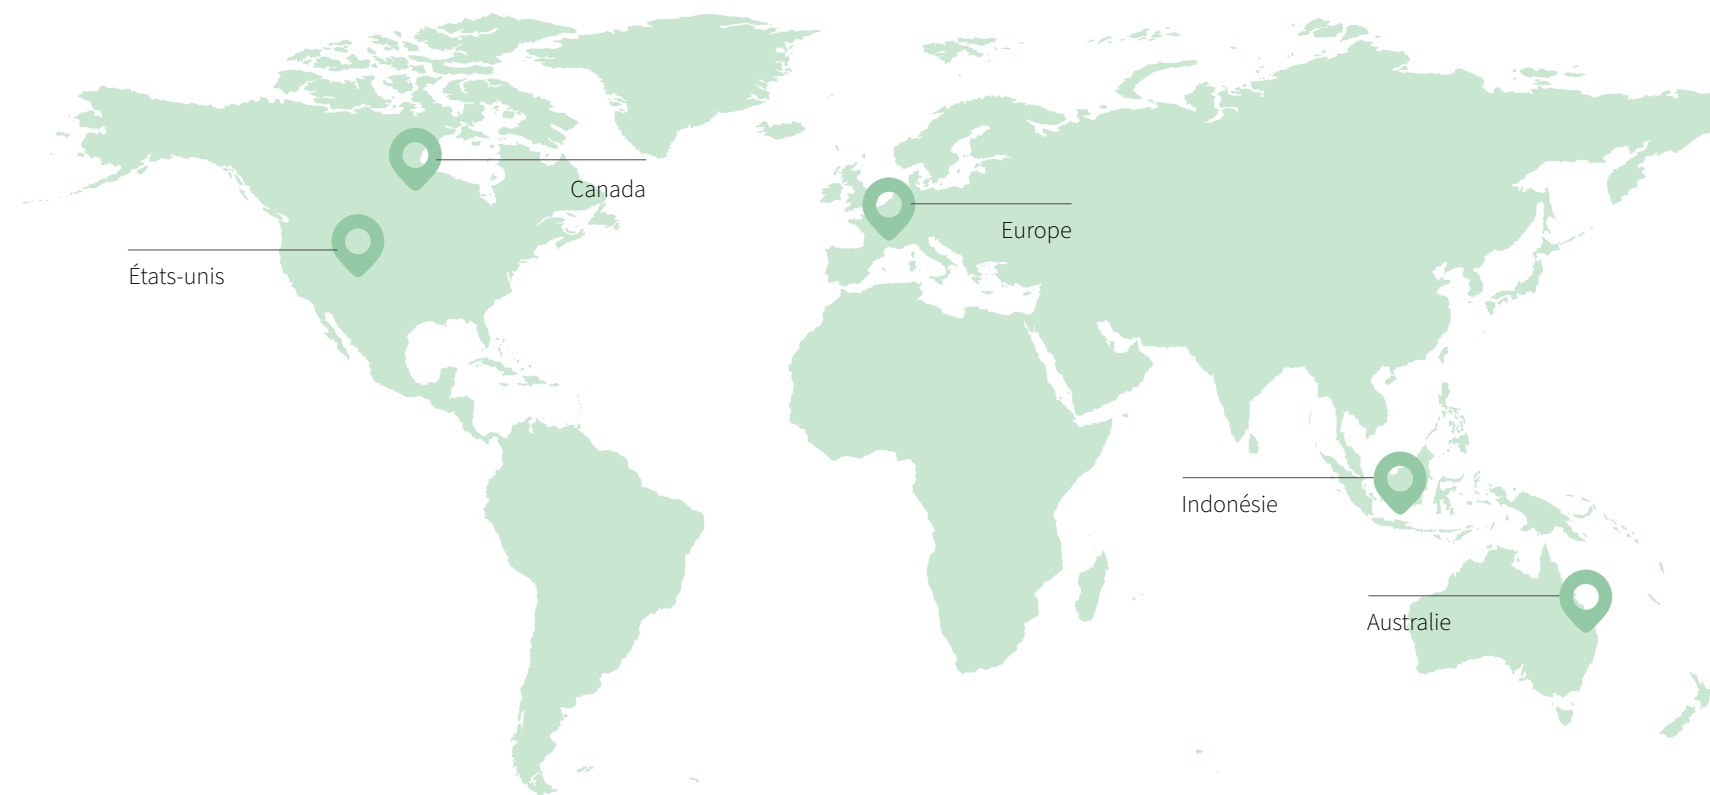 Canada
Europe
États-unis
Indonésie
Australie